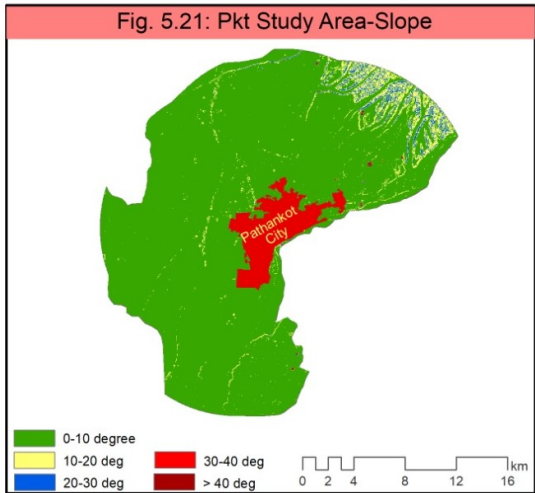 Fig. 5.21: Pkt Study Area-Slope
Pathankot
City
0-10 degree
10-20 deg
30-40 deg
20-30 deg
> 40 deg
km
0 2 4 8 12 16